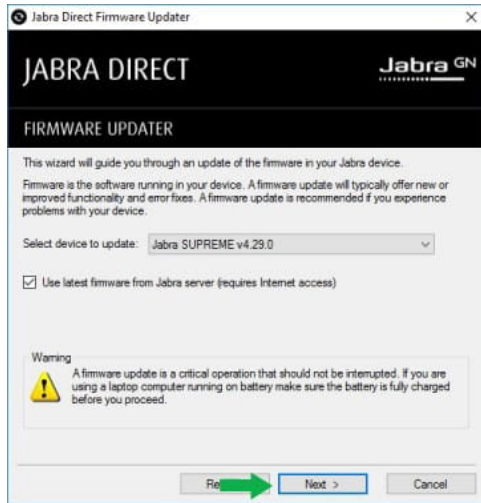 Jabra Direct Firmware Updater
JABRA DIRECT
Jabra GN
FIRMWARE UPDATER
This wizard will guide you through an update of the firmware in your Jabra device.
Firmware is the software running in your device. A firmware update will typically offer new or
improved functionality and error fixes. A firmware update is recommended if you experience
problems with your device.
Select device to update: Jabra SUPREME v4.29.0
Use latest firmware from Jabra server (requires Internet access)
Warning
A firmware update is a critical operation that should not be interrupted. If you are
using a laptop computer running on battery make sure the battery is fully charged
before you proceed.
Next > Cancel